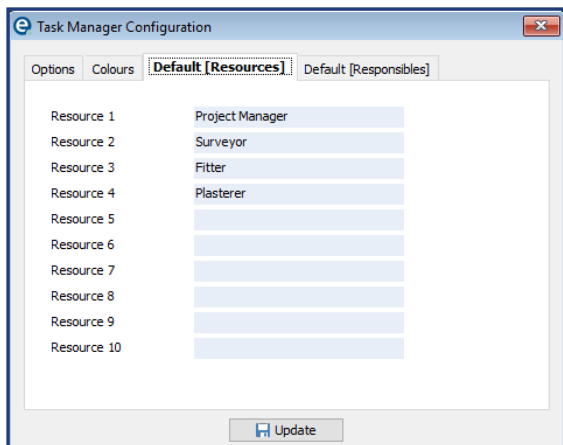 e Task Manager Configuration
Options Colours Default [Resources] Default [Responsibles]
Resource 1 Project Manager
Resource 2 Surveyor
Resource 3 Fitter
Resource 4 Plasterer
Resource 5
Resource 6
Resource 7
Resource 8
Resource 9
Resource 10
Update